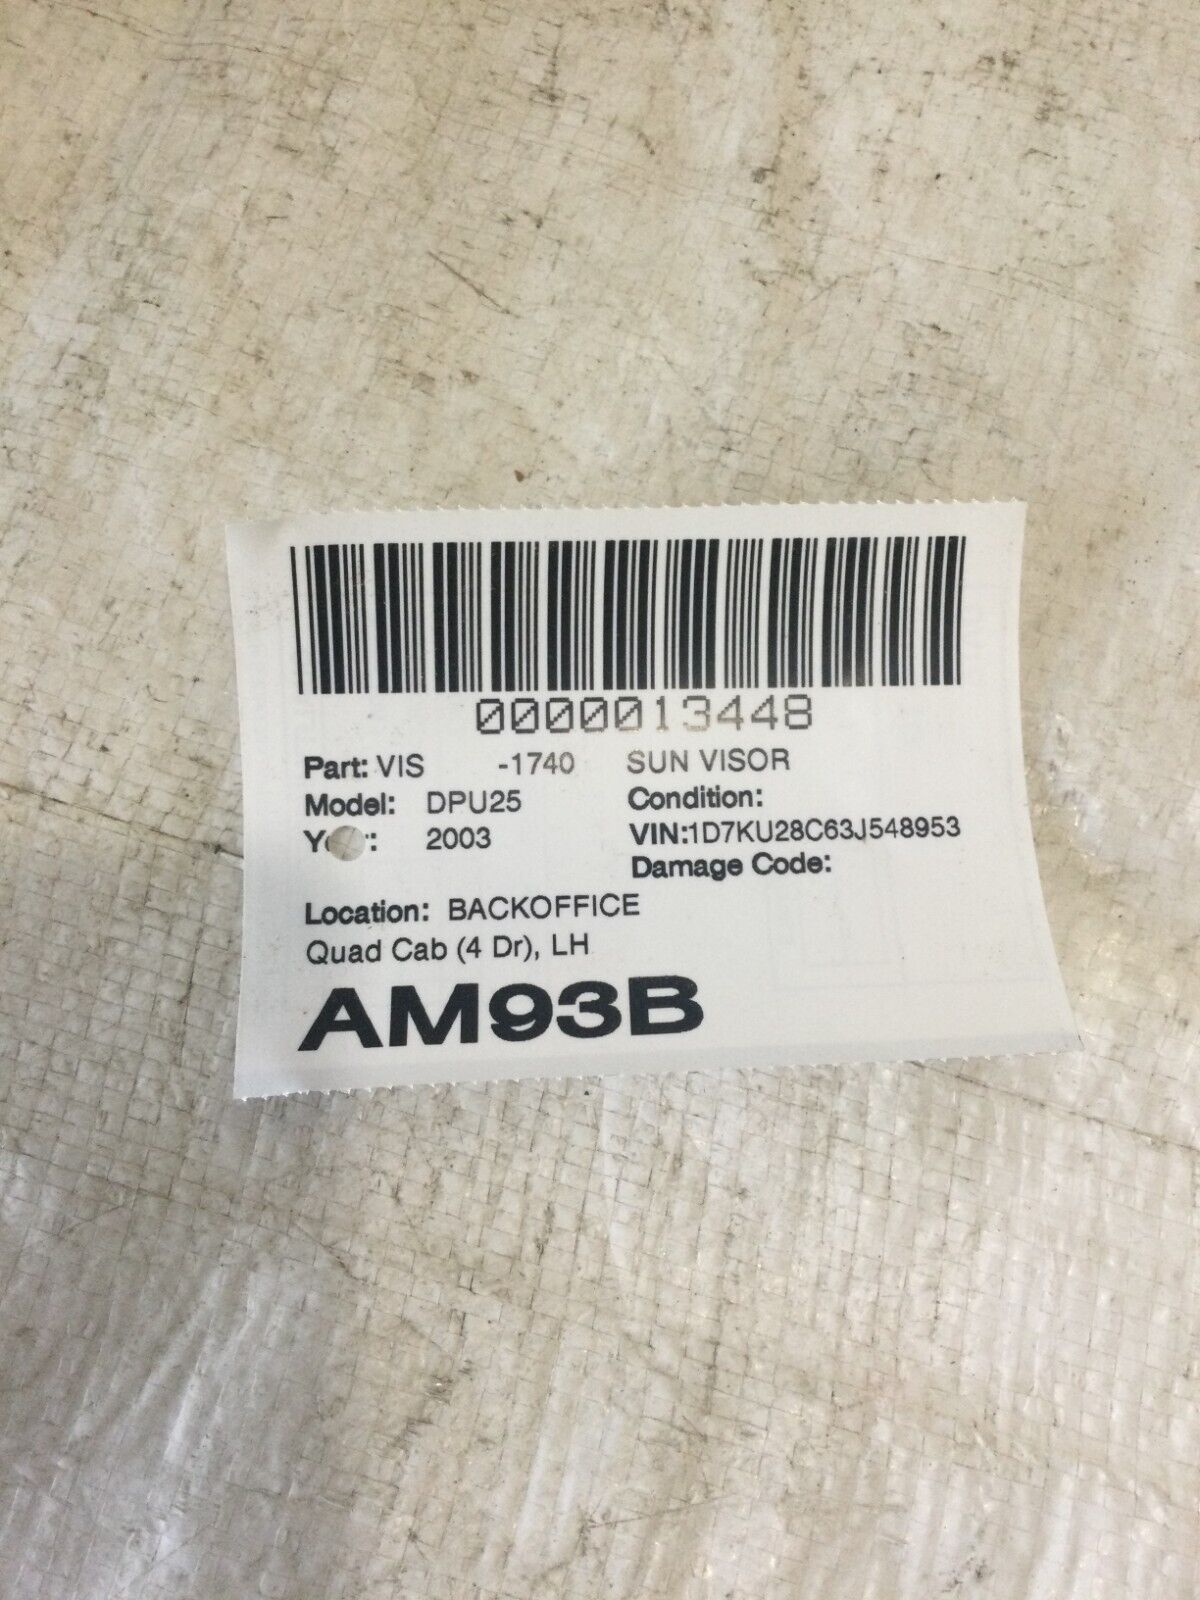 0000013448
Part: VIS -1740 SUN VISOR
Model: DPU25 Condition:
Year: 2003 VIN:1D7KU28C63J548953
Damage Code:
Location: BACKOFFICE
Quad Cab (4 Dr), LH
AM93B